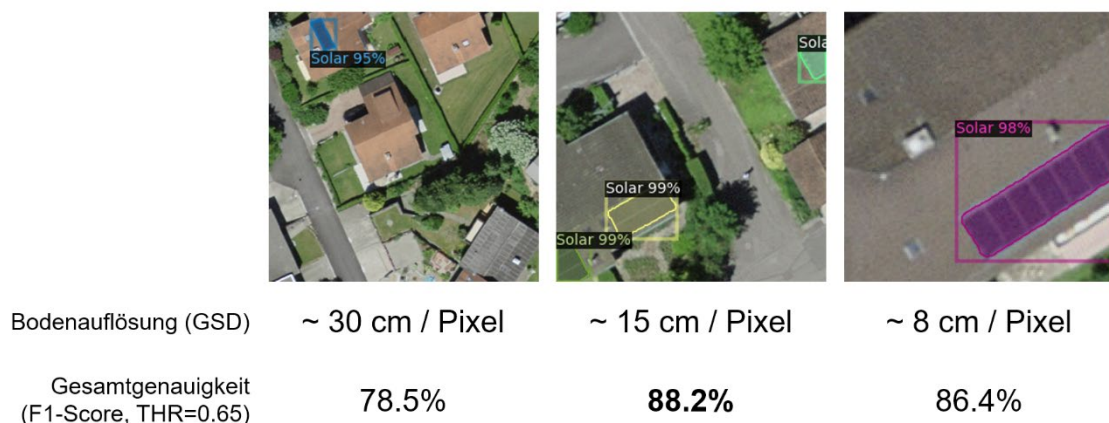 Solar 95%
Sola
Solar 99%
Solar 99%
Solar 98%
Bodenauflösung (GSD) ~ 30 cm / Pixel ~ 15 cm / Pixel ~ 8 cm / Pixel
Gesamtgenauigkeit
(F1-Score, THR=0.65) 78.5% 88.2% 86.4%